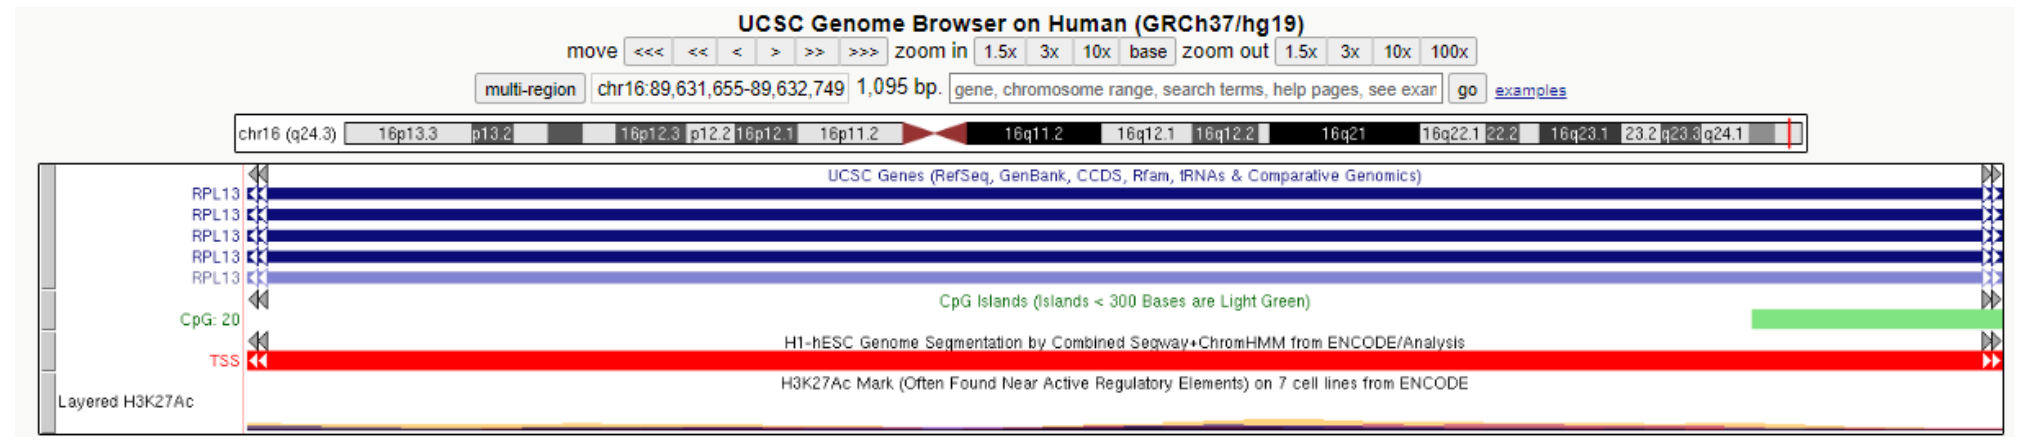 UCSC Genome Browser on Human (GRCh37/hg19)
move <<< << < > >> >>> zoom in 1.5x 3x 10x base zoom out 1.5x 3x 10x 100x
multi-region chr16:89,631,655-89,632,749 1,095 bp. gene, chromosome range, search terms, help pages, see exar go examples
chr16 (q24.3) 16p13.3 p13.2 16p12.3 p12.2 16p12.1 16p11.2 16q11.2 16q12.1 16q12.2 16q21 16q22.1 22.2 16q23.1 23.2 q23.3 q24.1
UCSC Genes (RefSeq, GenBank, CCDS, Rfam, tRNAs & Comparative Genomics)
RPL13
RPL13
RPL13
RPL13
RPL13
CpG Islands (Islands < 300 Bases are Light Green)
CpG: 20
H1-hESC Genome Segmentation by Combined Segway+ChromHMM from ENCODE/Analysis
TSS
H3K27Ac Mark (Often Found Near Active Regulatory Elements) on 7 cell lines from ENCODE
Layered H3K27Ac